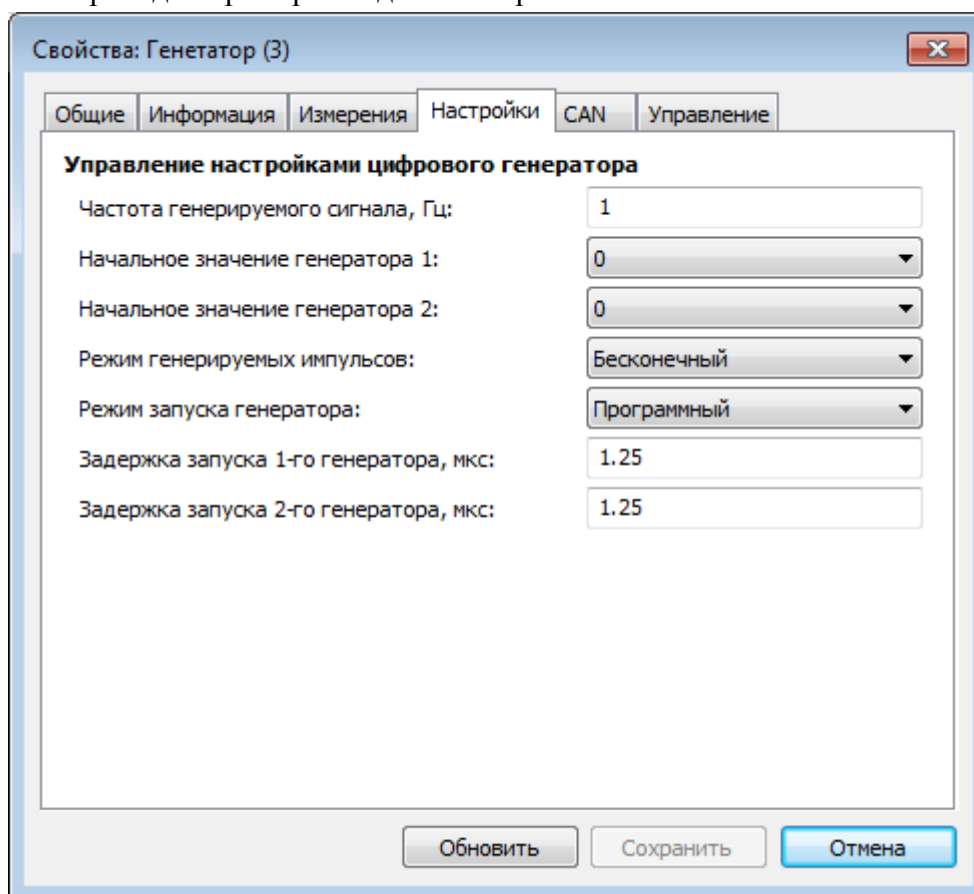 Свойства: Генетатор (3)
Общие Информация Измерения Настройки CAN Управление
Управление настройками цифрового генератора
Частота генерируемого сигнала, Гц: 1
Начальное значение генератора 1: 0
Начальное значение генератора 2: 0
Режим генерируемых импульсов: Бесконечный
Режим запуска генератора: Программный
Задержка запуска 1-го генератора, мкс: 1.25
Задержка запуска 2-го генератора, мкс: 1.25
Обновить Сохранить Отмена